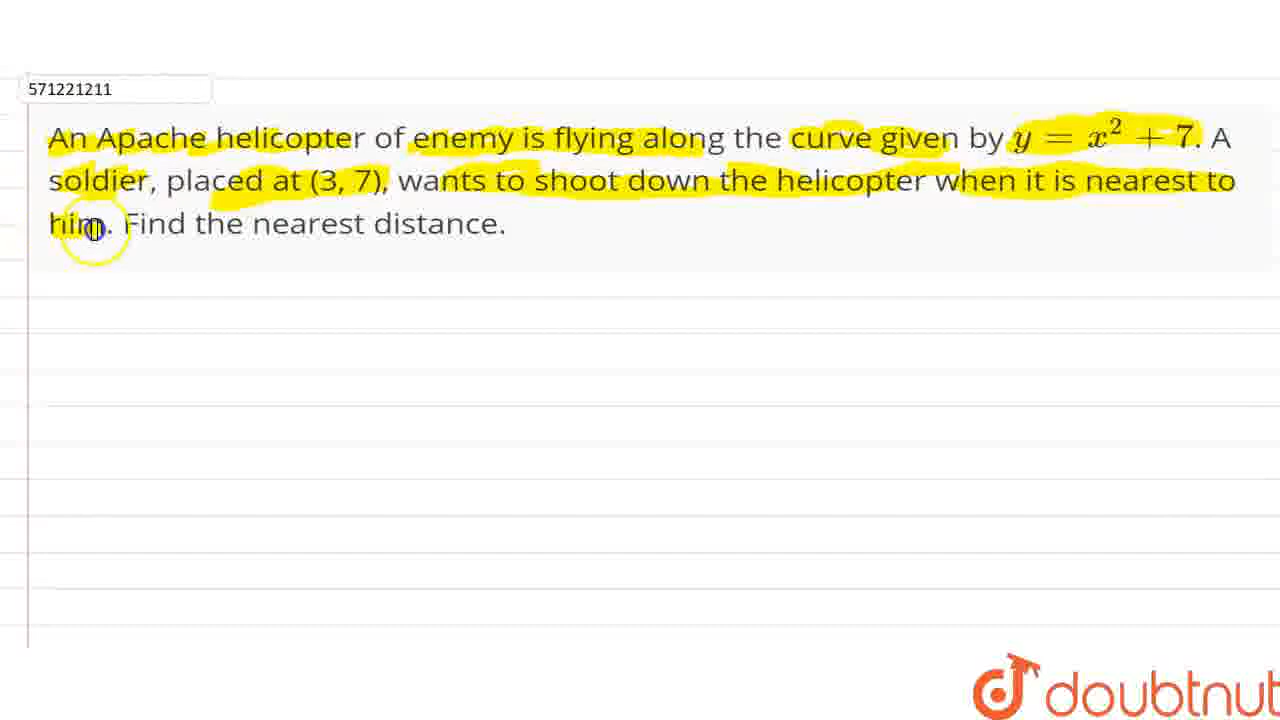 571221211
An Apache helicopter of enemy is flying along the curve given by y = x² + 7. A
soldier, placed at (3, 7), wants to shoot down the helicopter when it is nearest to
him. Find the nearest distance.
doubtnut